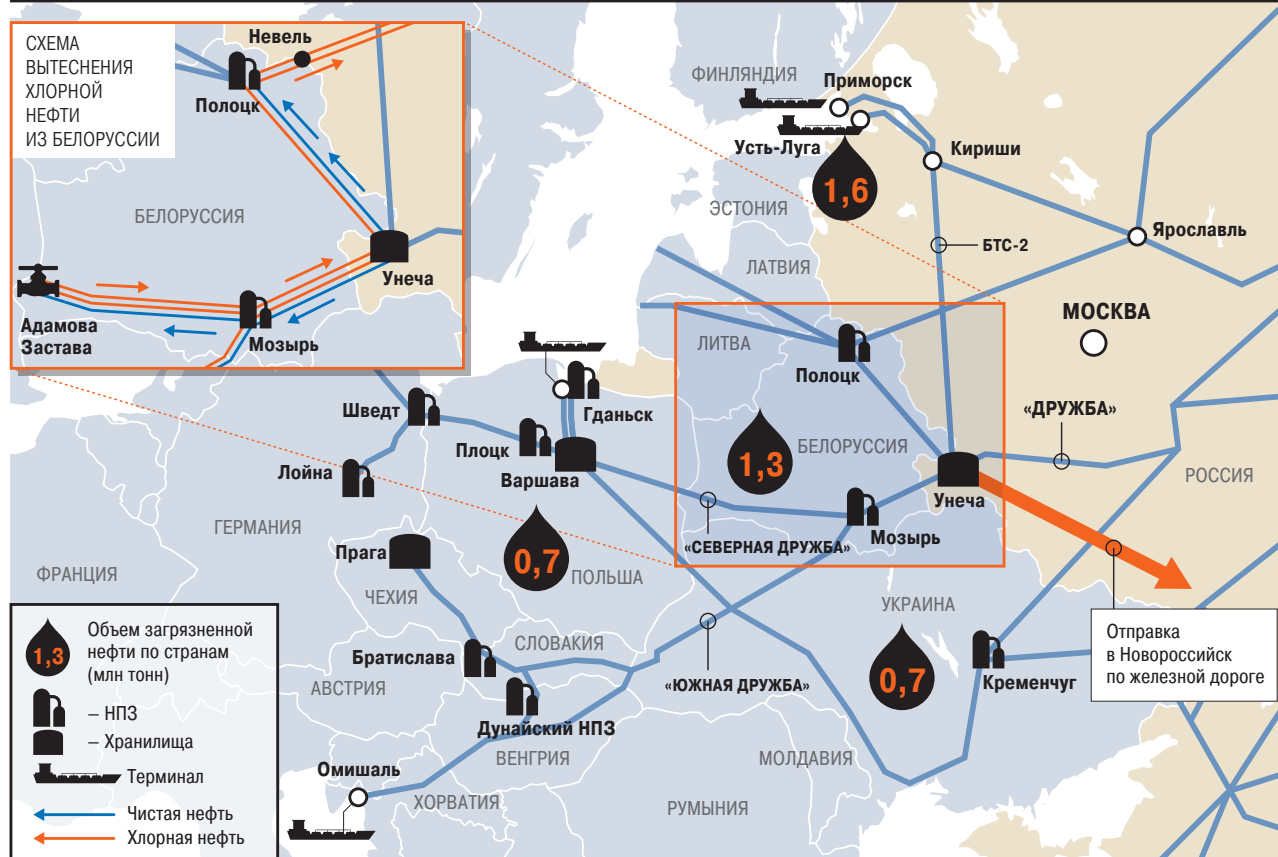 СХЕМА
ВЫТЕСНЕНИЯ
ХЛОРНОЙ
НЕФТИ
ИЗ БЕЛОРУССИИ
Невель
Полоцк
БЕЛОРУССИЯ
Унеча
Адамова
Застава
Мозырь
ФИНЛЯНДИЯ
Приморск
Усть-Луга
Кириши
1,6
ЭСТОНИЯ
БТС-2
Ярославль
ЛАТВИЯ
МОСКВА
ЛИТВА
Полоцк
Гданьск
Шведт
«ДРУЖБА»
Плоцк
БЕЛОРУССИЯ
1,3
Лойна
Варшава
РОССИЯ
Унеча
ГЕРМАНИЯ
Мозырь
Прага
0,7
«СЕВЕРНАЯ ДРУЖБА»
ФРАНЦИЯ
ПОЛЬША
ЧЕХИЯ
УКРАИНА
СЛОВАКИЯ
Братислава
0,7
Кременчуг
Отправка
в Новороссийск
по железной дороге
АВСТРИЯ
«ЮЖНАЯ ДРУЖБА»
Дунайский НПЗ
ВЕНГРИЯ
МОЛДАВИЯ
Омишаль
ХОРВАТИЯ
РУМЫНИЯ
1,3
Объем загрязненной
нефти по странам
(млн тонн)
– НПЗ
– Хранилища
Терминал
Чистая нефть
Хлорная нефть